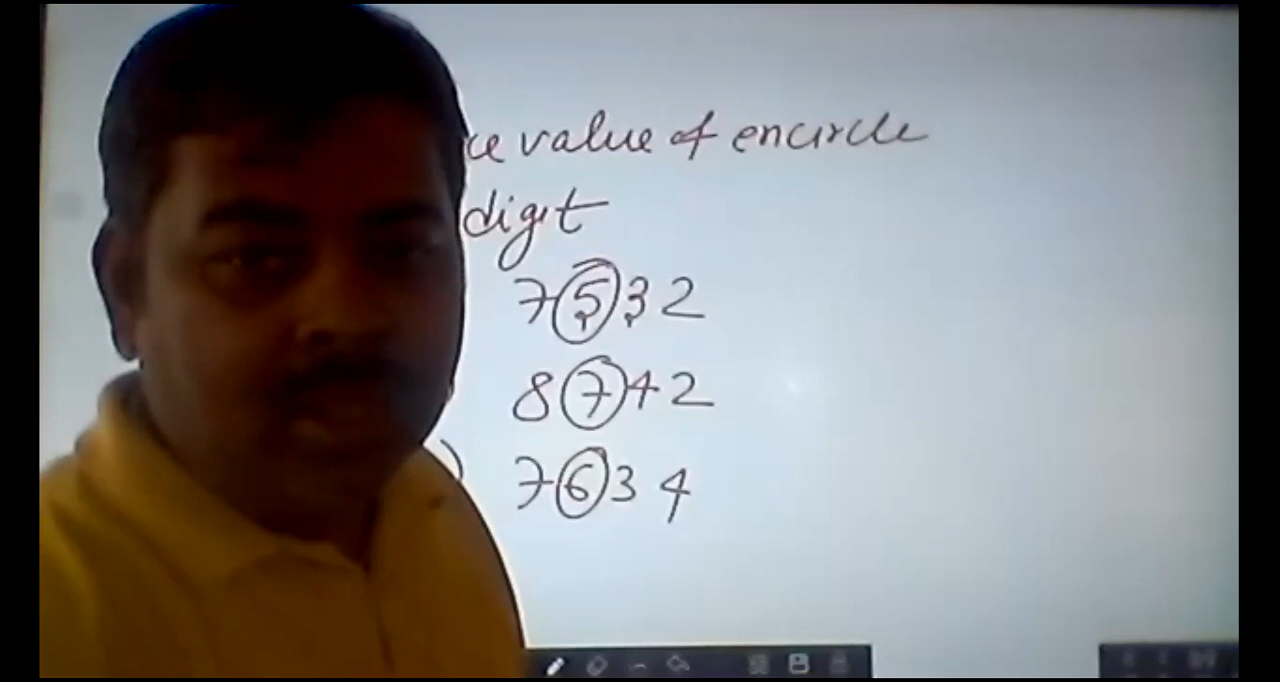 ce value of encircle
digit
7532
8742
) 7634